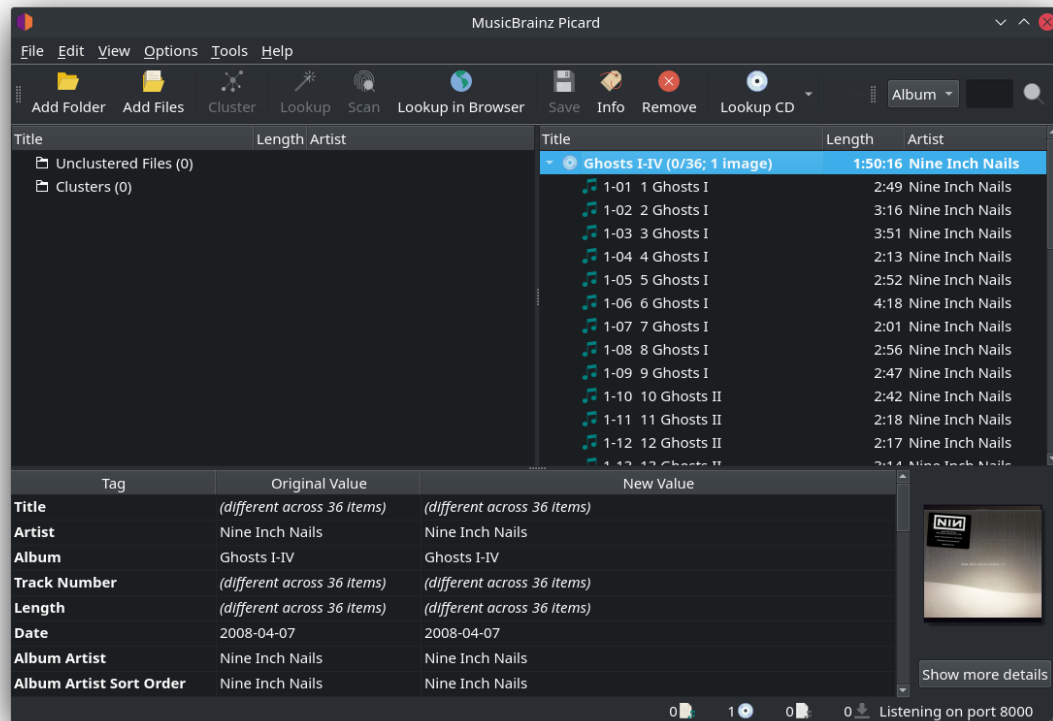 MusicBrainz Picard
File Edit View Options Tools Help
Add Folder Add Files Cluster Lookup Scan Lookup in Browser Save Info Remove Lookup CD Album
Title Length Artist Title Length Artist
Unclustered Files (0) Ghosts I-IV (0/36; 1 image) 1:50:16 Nine Inch Nails
Clusters (0) 1-01 1 Ghosts I 2:49 Nine Inch Nails
1-02 2 Ghosts I 3:16 Nine Inch Nails
1-03 3 Ghosts I 3:51 Nine Inch Nails
1-04 4 Ghosts I 2:13 Nine Inch Nails
1-05 5 Ghosts I 2:52 Nine Inch Nails
1-06 6 Ghosts I 4:18 Nine Inch Nails
1-07 7 Ghosts I 2:01 Nine Inch Nails
1-08 8 Ghosts I 2:56 Nine Inch Nails
1-09 9 Ghosts I 2:47 Nine Inch Nails
1-10 10 Ghosts II 2:42 Nine Inch Nails
1-11 11 Ghosts II 2:18 Nine Inch Nails
1-12 12 Ghosts II 2:17 Nine Inch Nails
1-13 13 Ghosts II 3:14 Nine Inch Nails
Tag Original Value New Value
Title (different across 36 items) (different across 36 items)
Artist Nine Inch Nails Nine Inch Nails
Album Ghosts I-IV Ghosts I-IV
Track Number (different across 36 items) (different across 36 items)
Length (different across 36 items) (different across 36 items)
Date 2008-04-07 2008-04-07
Album Artist Nine Inch Nails Nine Inch Nails
Album Artist Sort Order Nine Inch Nails Nine Inch Nails
NIN
Show more details
0 1 0 0 Listening on port 8000